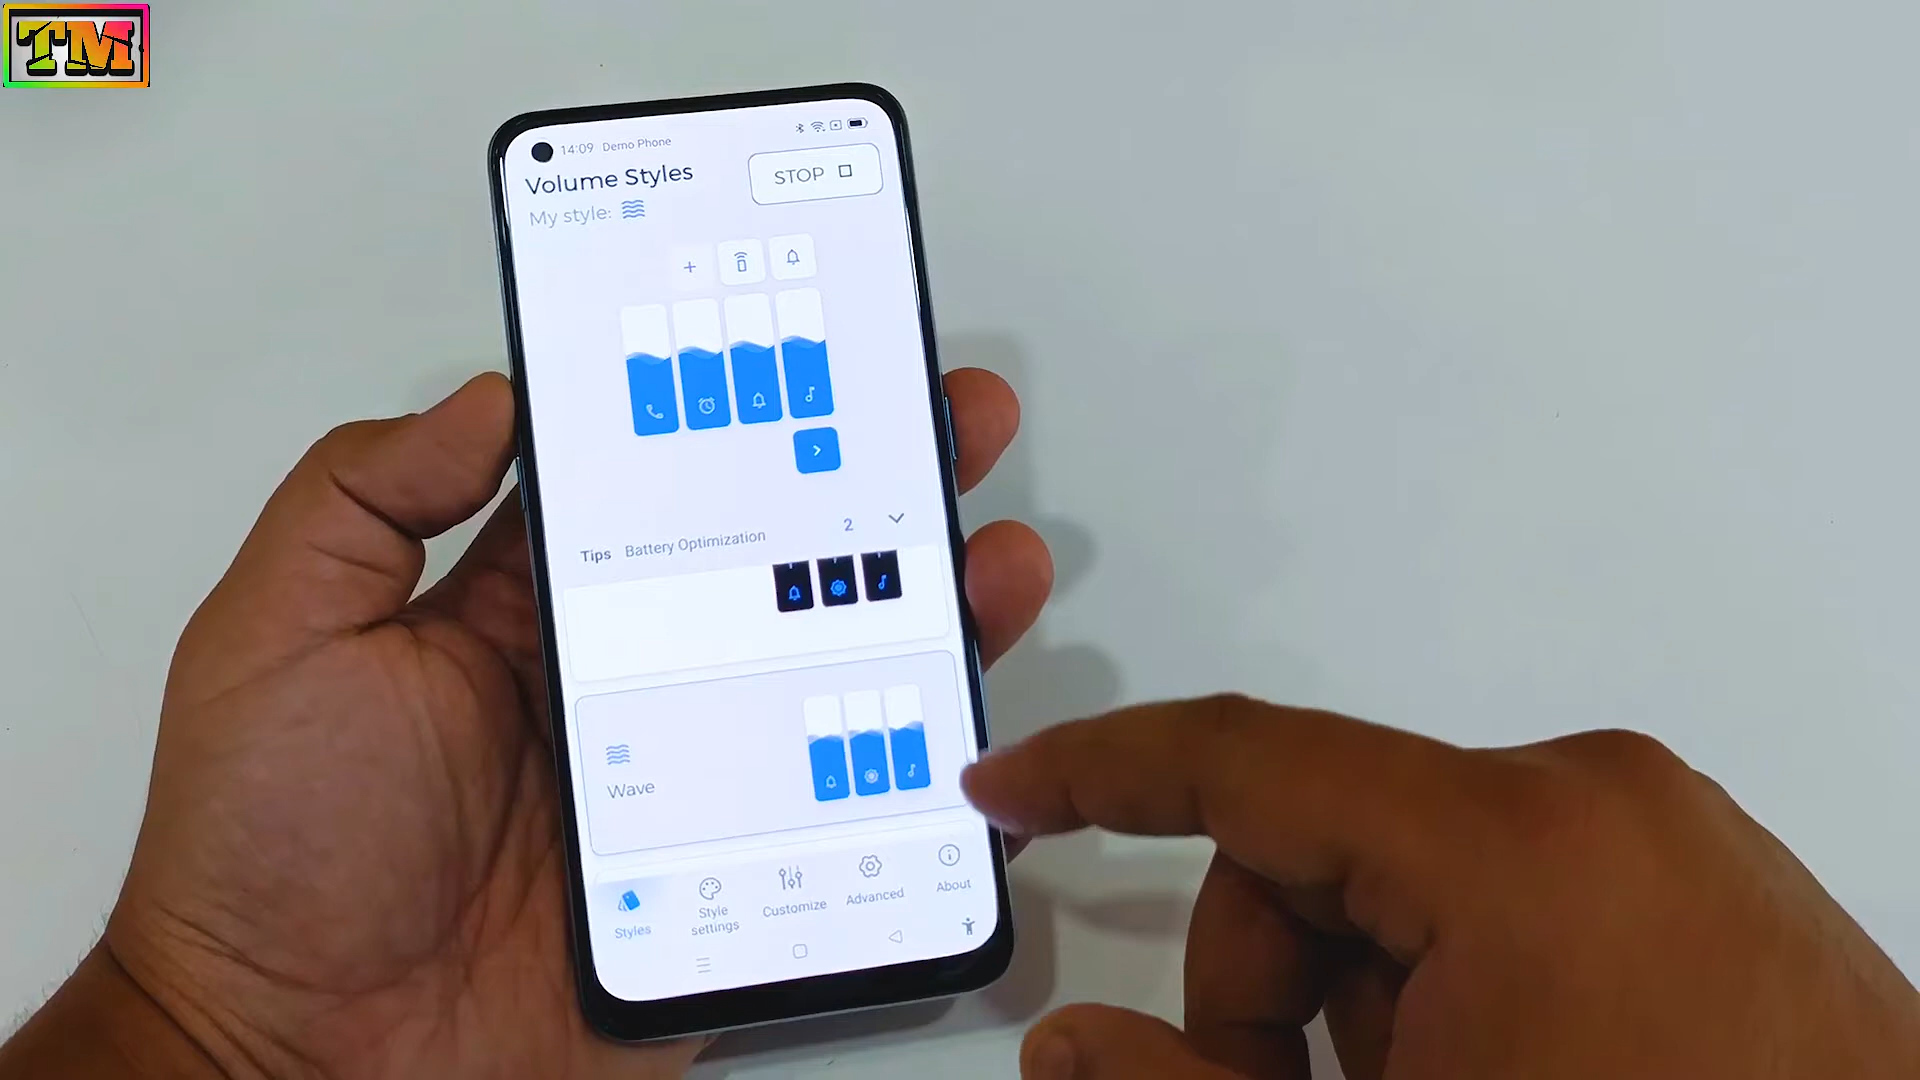 TM
14:09 Demo Phone
Volume Styles
STOP
My style:
Tips Battery Optimization 2
Wave
Styles
Style settings
Customize
Advanced
About